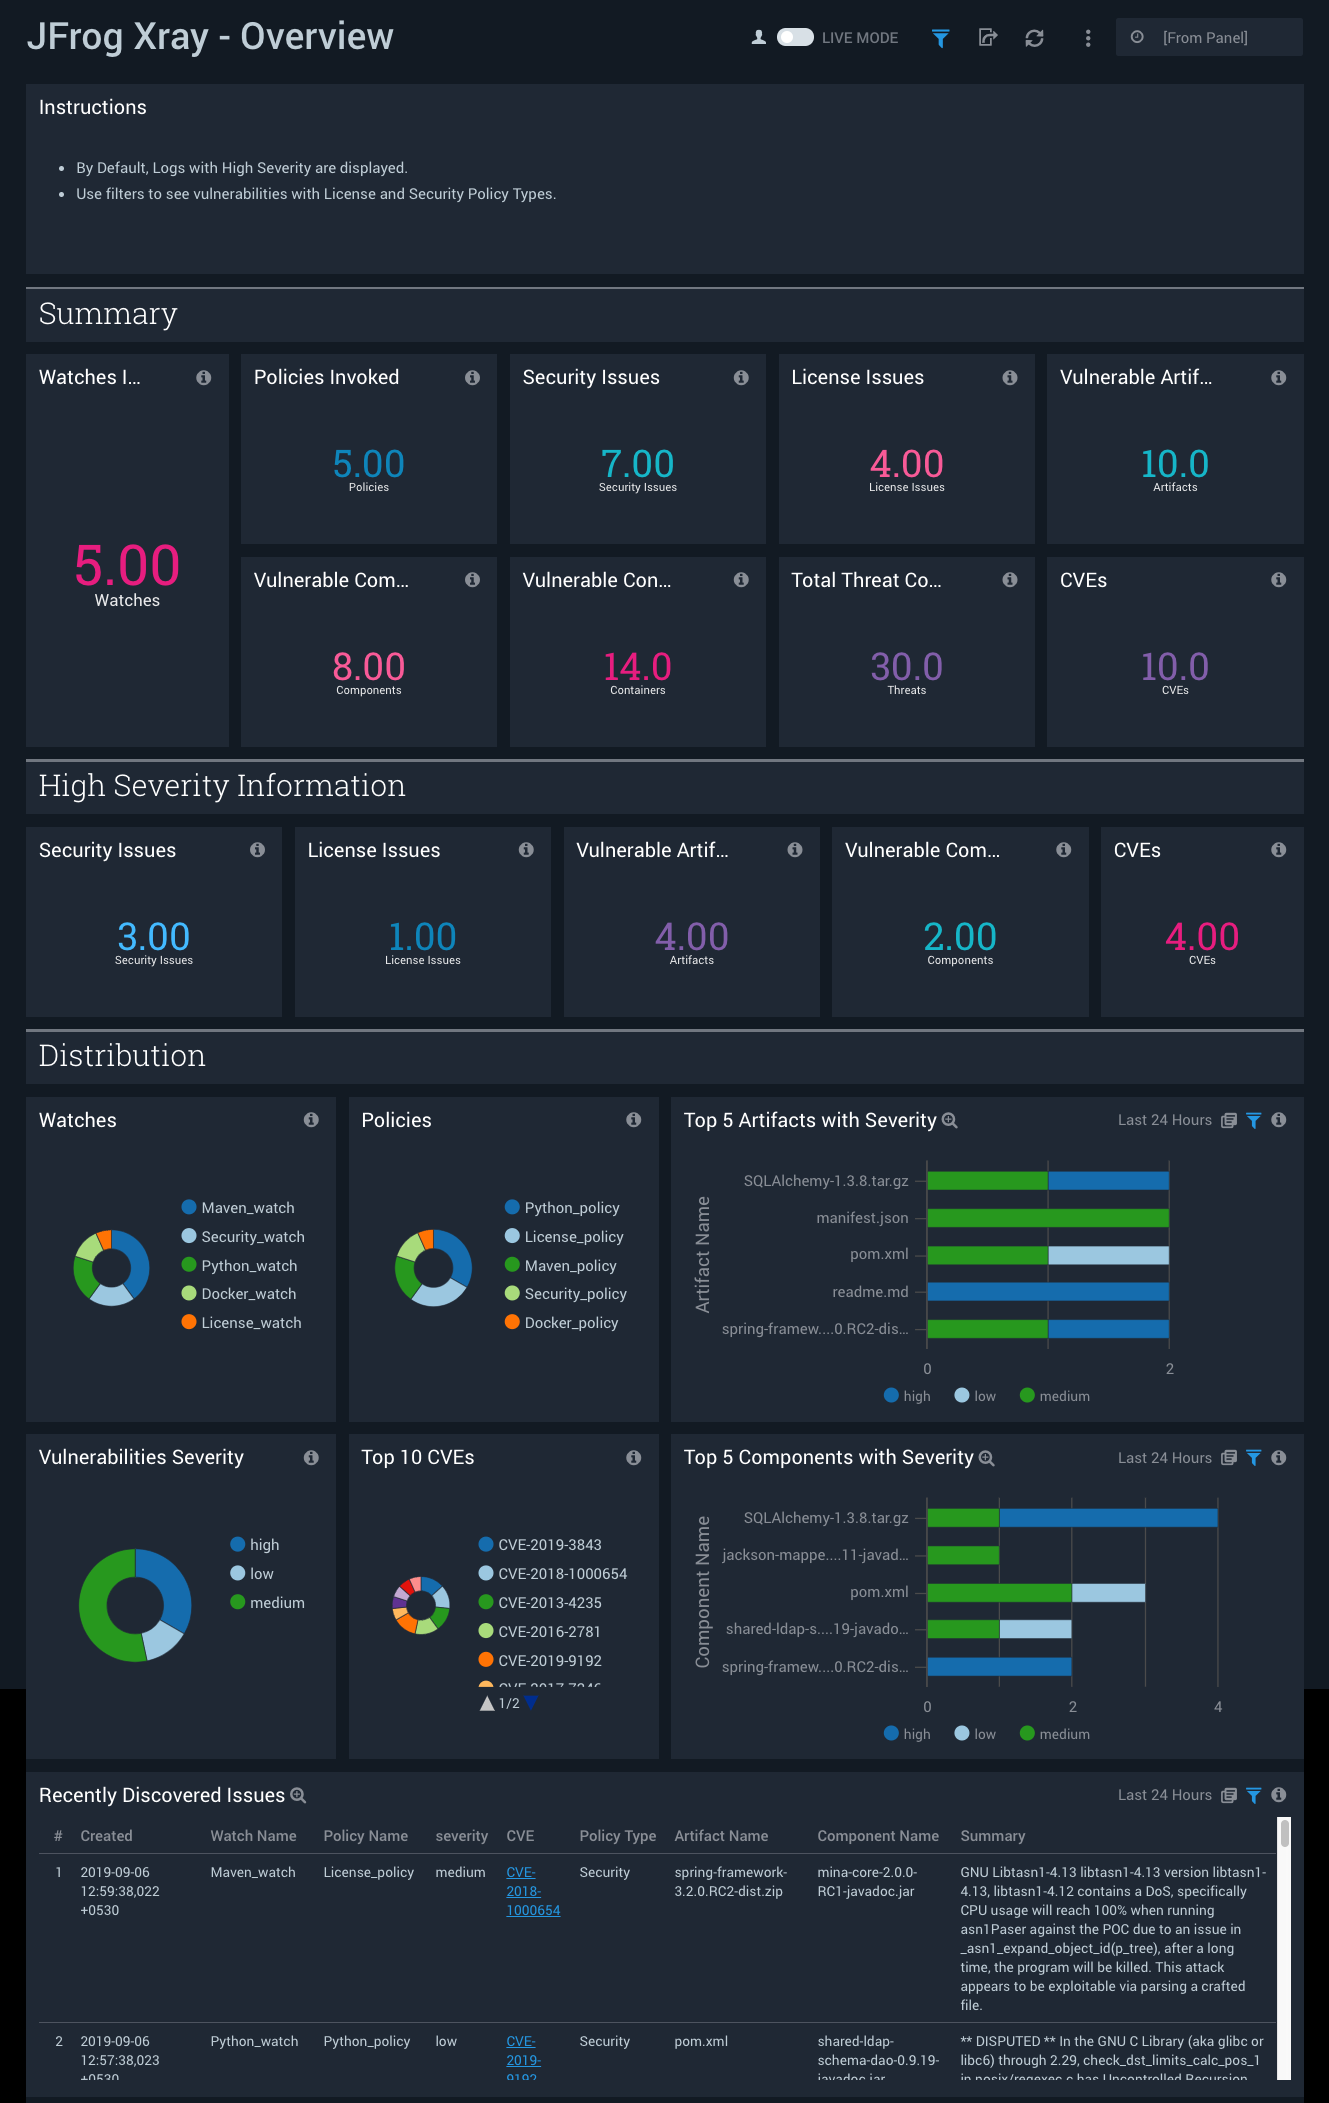 JFrog Xray - Overview
LIVE MODE
[From Panel]
Instructions
• By Default, Logs with High Severity are displayed.
• Use filters to see vulnerabilities with License and Security Policy Types.
Summary
Watches I...
5.00
Watches
Policies Invoked
5.00
Policies
Security Issues
7.00
Security Issues
License Issues
4.00
License Issues
Vulnerable Artif...
10.0
Artifacts
Vulnerable Com...
8.00
Components
Vulnerable Con...
14.0
Containers
Total Threat Co...
30.0
Threats
CVEs
10.0
CVEs
High Severity Information
Security Issues
3.00
Security Issues
License Issues
1.00
License Issues
Vulnerable Artif...
4.00
Artifacts
Vulnerable Com...
2.00
Components
CVEs
4.00
CVEs
Distribution
Watches
Maven_watch
Security_watch
Python_watch
Docker_watch
License_watch
Policies
Python_policy
License_policy
Maven_policy
Security_policy
Docker_policy
Top 5 Artifacts with Severity
Last 24 Hours
Artifact Name
SQLAlchemy-1.3.8.tar.gz
manifest.json
pom.xml
readme.md
spring-framew....0.RC2-dis...
0 2
high low medium
Vulnerabilities Severity
high
low
medium
Top 10 CVEs
CVE-2019-3843
CVE-2018-1000654
CVE-2013-4235
CVE-2016-2781
CVE-2019-9192
1/2
Top 5 Components with Severity
Last 24 Hours
Component Name
SQLAlchemy-1.3.8.tar.gz
jackson-mappe....11-javad...
pom.xml
shared-ldap-s....19-javado...
spring-framew....0.RC2-dis...
0 2 4
high low medium
Recently Discovered Issues
Last 24 Hours
# Created Watch Name Policy Name severity CVE Policy Type Artifact Name Component Name Summary
1 2019-09-06 Maven_watch License_policy medium CVE- Security spring-framework- mina-core-2.0.0- GNU Libtasn1-4.13 libtasn1-4.13 version libtasn1-
12:59:38,022 2018- 3.2.0.RC2-dist.zip RC1-javadoc.jar 4.13, libtasn1-4.12 contains a DoS, specifically
+0530 1000654 CPU usage will reach 100% when running
asn1Paser against the POC due to an issue in
_asn1_expand_object_id(p_tree), after a long
time, the program will be killed. This attack
appears to be exploitable via parsing a crafted
file.
2 2019-09-06 Python_watch Python_policy low CVE- Security pom.xml shared-ldap- ** DISPUTED ** In the GNU C Library (aka glibc or
12:57:38,023 2019- schema-dao-0.9.19- libc6) through 2.29, check_dst_limits_calc_pos_1
+0530 9192 javadoc.jar in posix/regexec.c has Uncontrolled Recursion